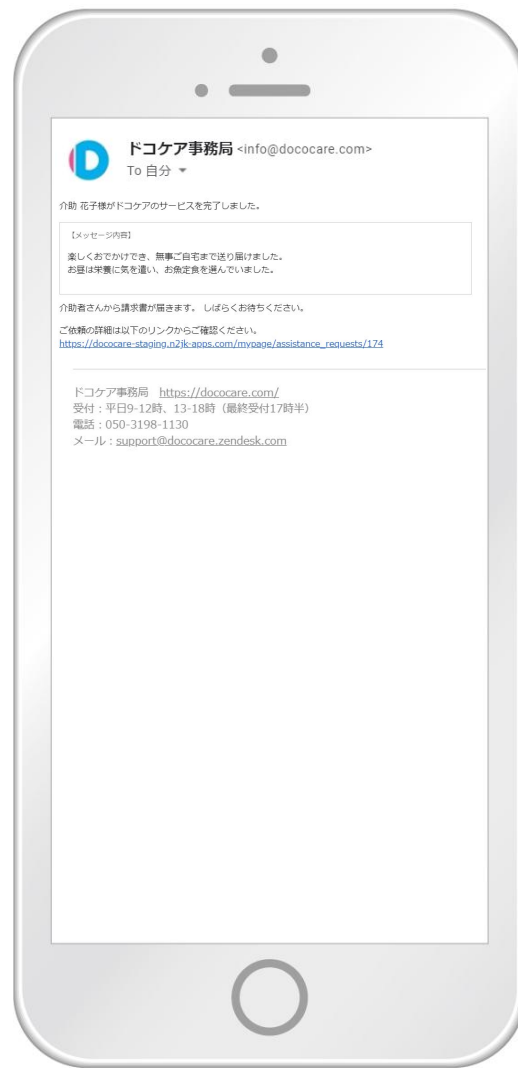 ドコケア事務局 <info@dococare.com>
To 自分
介助 花子様がドコケアのサービスを完了しました。
【メッセージ内容】
楽しくおでかけでき、無事ご自宅まで送り届けました。
お昼は栄養に気を遣い、お魚定食を選んでいました。
介助者さんから請求書が届きます。 しばらくお待ちください。
ご依頼の詳細は以下のリンクからご確認ください。
https://dococare-staging.n2jk-apps.com/mypage/assistance_requests/174
ドコケア事務局 https://dococare.com/
受付：平日9-12時、13-18時（最終受付17時半）
電話：050-3198-1130
メール：support@dococare.zendesk.com